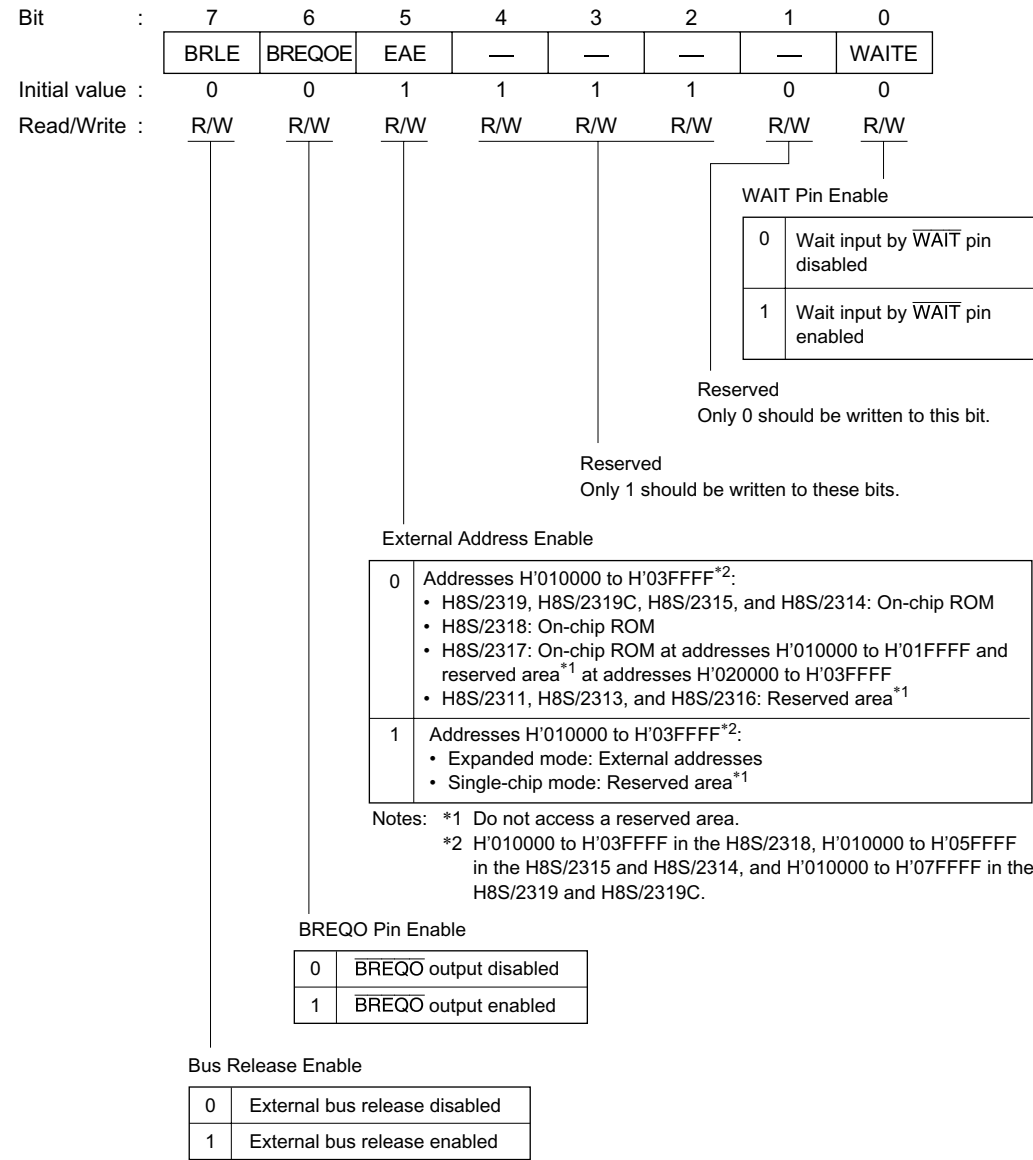 Bit : 7 6 5 4 3 2 1 0
BRLE BREQOE EAE — — — — WAITE
Initial value : 0 0 1 1 1 1 0 0
Read/Write : R/W R/W R/W R/W R/W R/W R/W R/W
WAIT Pin Enable
0 Wait input by WAIT pin
disabled
1 Wait input by WAIT pin
enabled
Reserved
Only 0 should be written to this bit.
Reserved
Only 1 should be written to these bits.
External Address Enable
0 Addresses H'010000 to H'03FFFF*2:
• H8S/2319, H8S/2319C, H8S/2315, and H8S/2314: On-chip ROM
• H8S/2318: On-chip ROM
• H8S/2317: On-chip ROM at addresses H'010000 to H'01FFFF and
reserved area*1 at addresses H'020000 to H'03FFFF
• H8S/2311, H8S/2313, and H8S/2316: Reserved area*1
1 Addresses H'010000 to H'03FFFF*2:
• Expanded mode: External addresses
• Single-chip mode: Reserved area*1
Notes: *1 Do not access a reserved area.
*2 H'010000 to H'03FFFF in the H8S/2318, H'010000 to H'05FFFF
in the H8S/2315 and H8S/2314, and H'010000 to H'07FFFF in the
H8S/2319 and H8S/2319C.
BREQO Pin Enable
0 BREQO output disabled
1 BREQO output enabled
Bus Release Enable
0 External bus release disabled
1 External bus release enabled